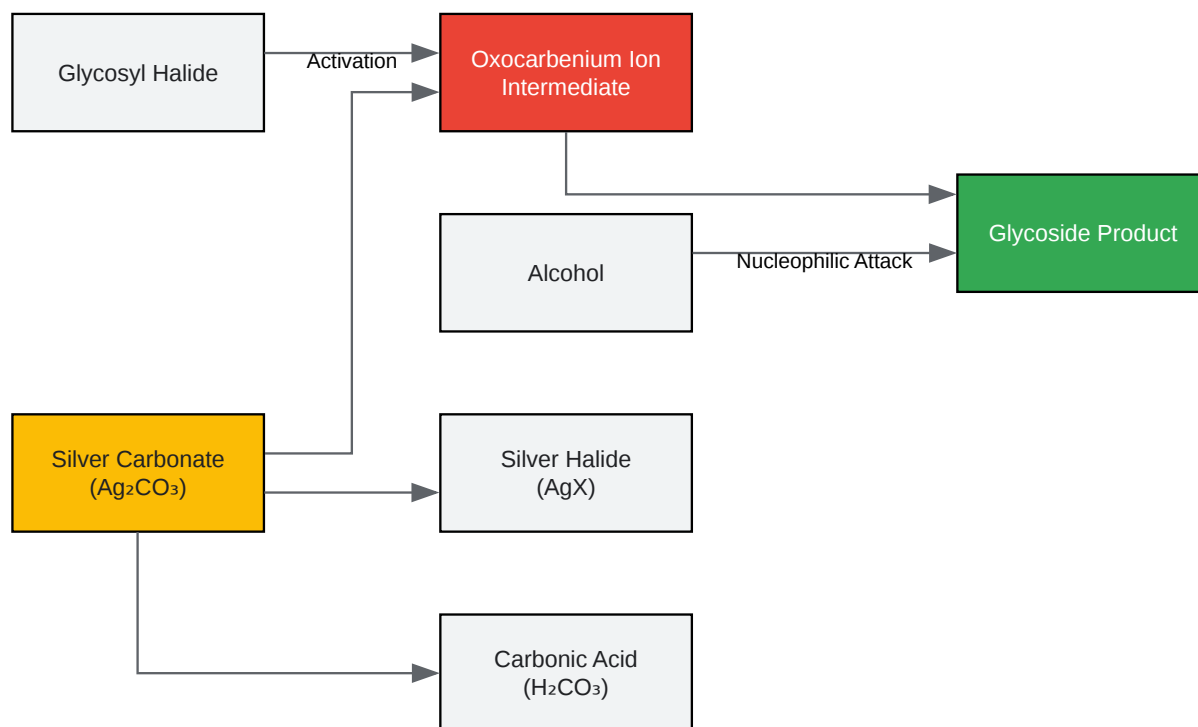 Glycosyl Halide
Activation
Oxocarbenium Ion
Intermediate
Alcohol
Nucleophilic Attack
Glycoside Product
Silver Carbonate
(Ag₂CO₃)
Silver Halide
(AgX)
Carbonic Acid
(H₂CO₃)